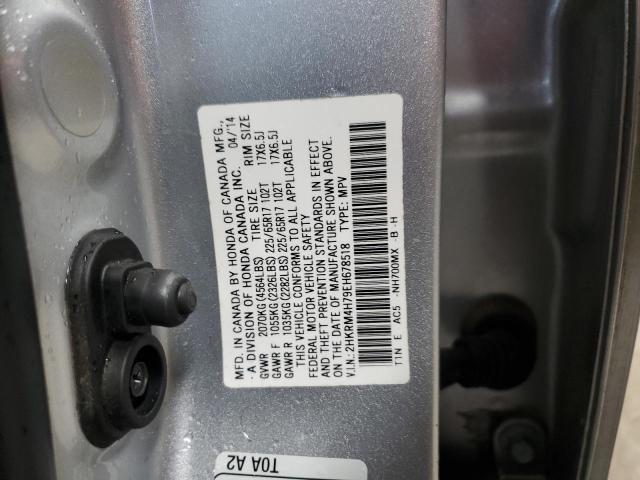 MFD. IN CANADA BY HONDA OF CANADA MFG.,
- A DIVISION OF HONDA CANADA INC. 04/'14
GVWR 2070KG(4564LBS) TIRE SIZE RIM SIZE
GAWR F 1055KG(2326LBS) 225/65R17 102T 17X6.5J
GAWR R 1035KG(2282LBS) 225/65R17 102T 17X6.5J
THIS VEHICLE CONFORMS TO ALL APPLICABLE
FEDERAL MOTOR VEHICLE SAFETY
AND THEFT PREVENTION STANDARDS IN EFFECT
ON THE DATE OF MANUFACTURE SHOWN ABOVE.
V.I.N.:2HKRM4H79EH678518 TYPE: MPV
T1N E AC5 -NH700MX -B -H
T0A A2